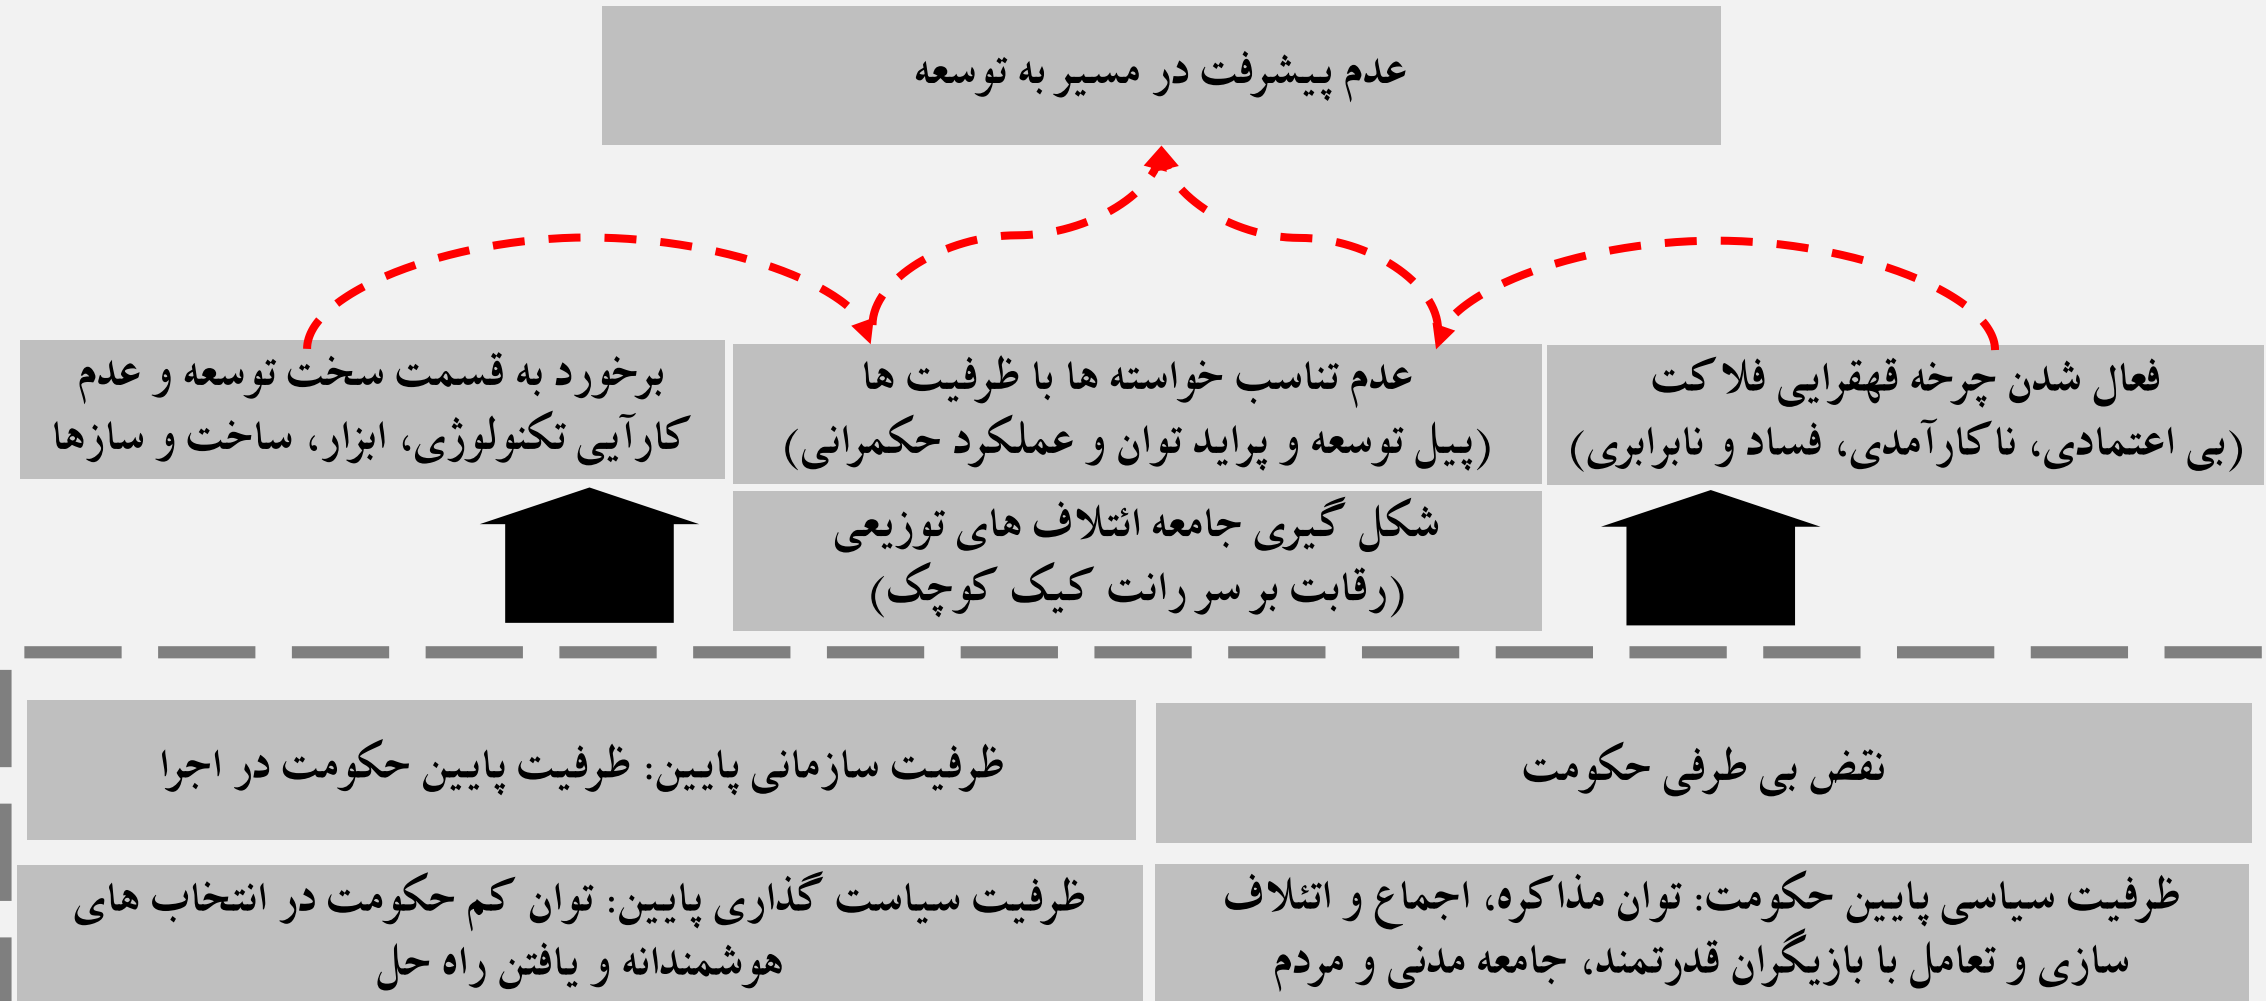 عدم پیشرفت در مسیر به توسعه
فعال شدن چرخه قهقرایی فلاکت
(بی اعتمادی، ناکارآمدی، فساد و نابرابری)
عدم تناسب خواسته ها با ظرفیت ها
(پیل توسعه و پراید توان و عملکرد حکمرانی)
برخورد به قسمت سخت توسعه و عدم
کارآیی تکنولوژی، ابزار، ساخت و سازها
شکل گیری جامعه ائتلاف های توزیعی
(رقابت بر سر رانت کیک کوچک)
نقض بی طرفی حکومت
ظرفیت سازمانی پایین: ظرفیت پایین حکومت در اجرا
ظرفیت سیاسی پایین حکومت: توان مذاکره، اجماع و اتئلاف
سازی و تعامل با بازیگران قدرتمند، جامعه مدنی و مردم
ظرفیت سیاست گذاری پایین: توان کم حکومت در انتخاب های
هوشمندانه و یافتن راه حل